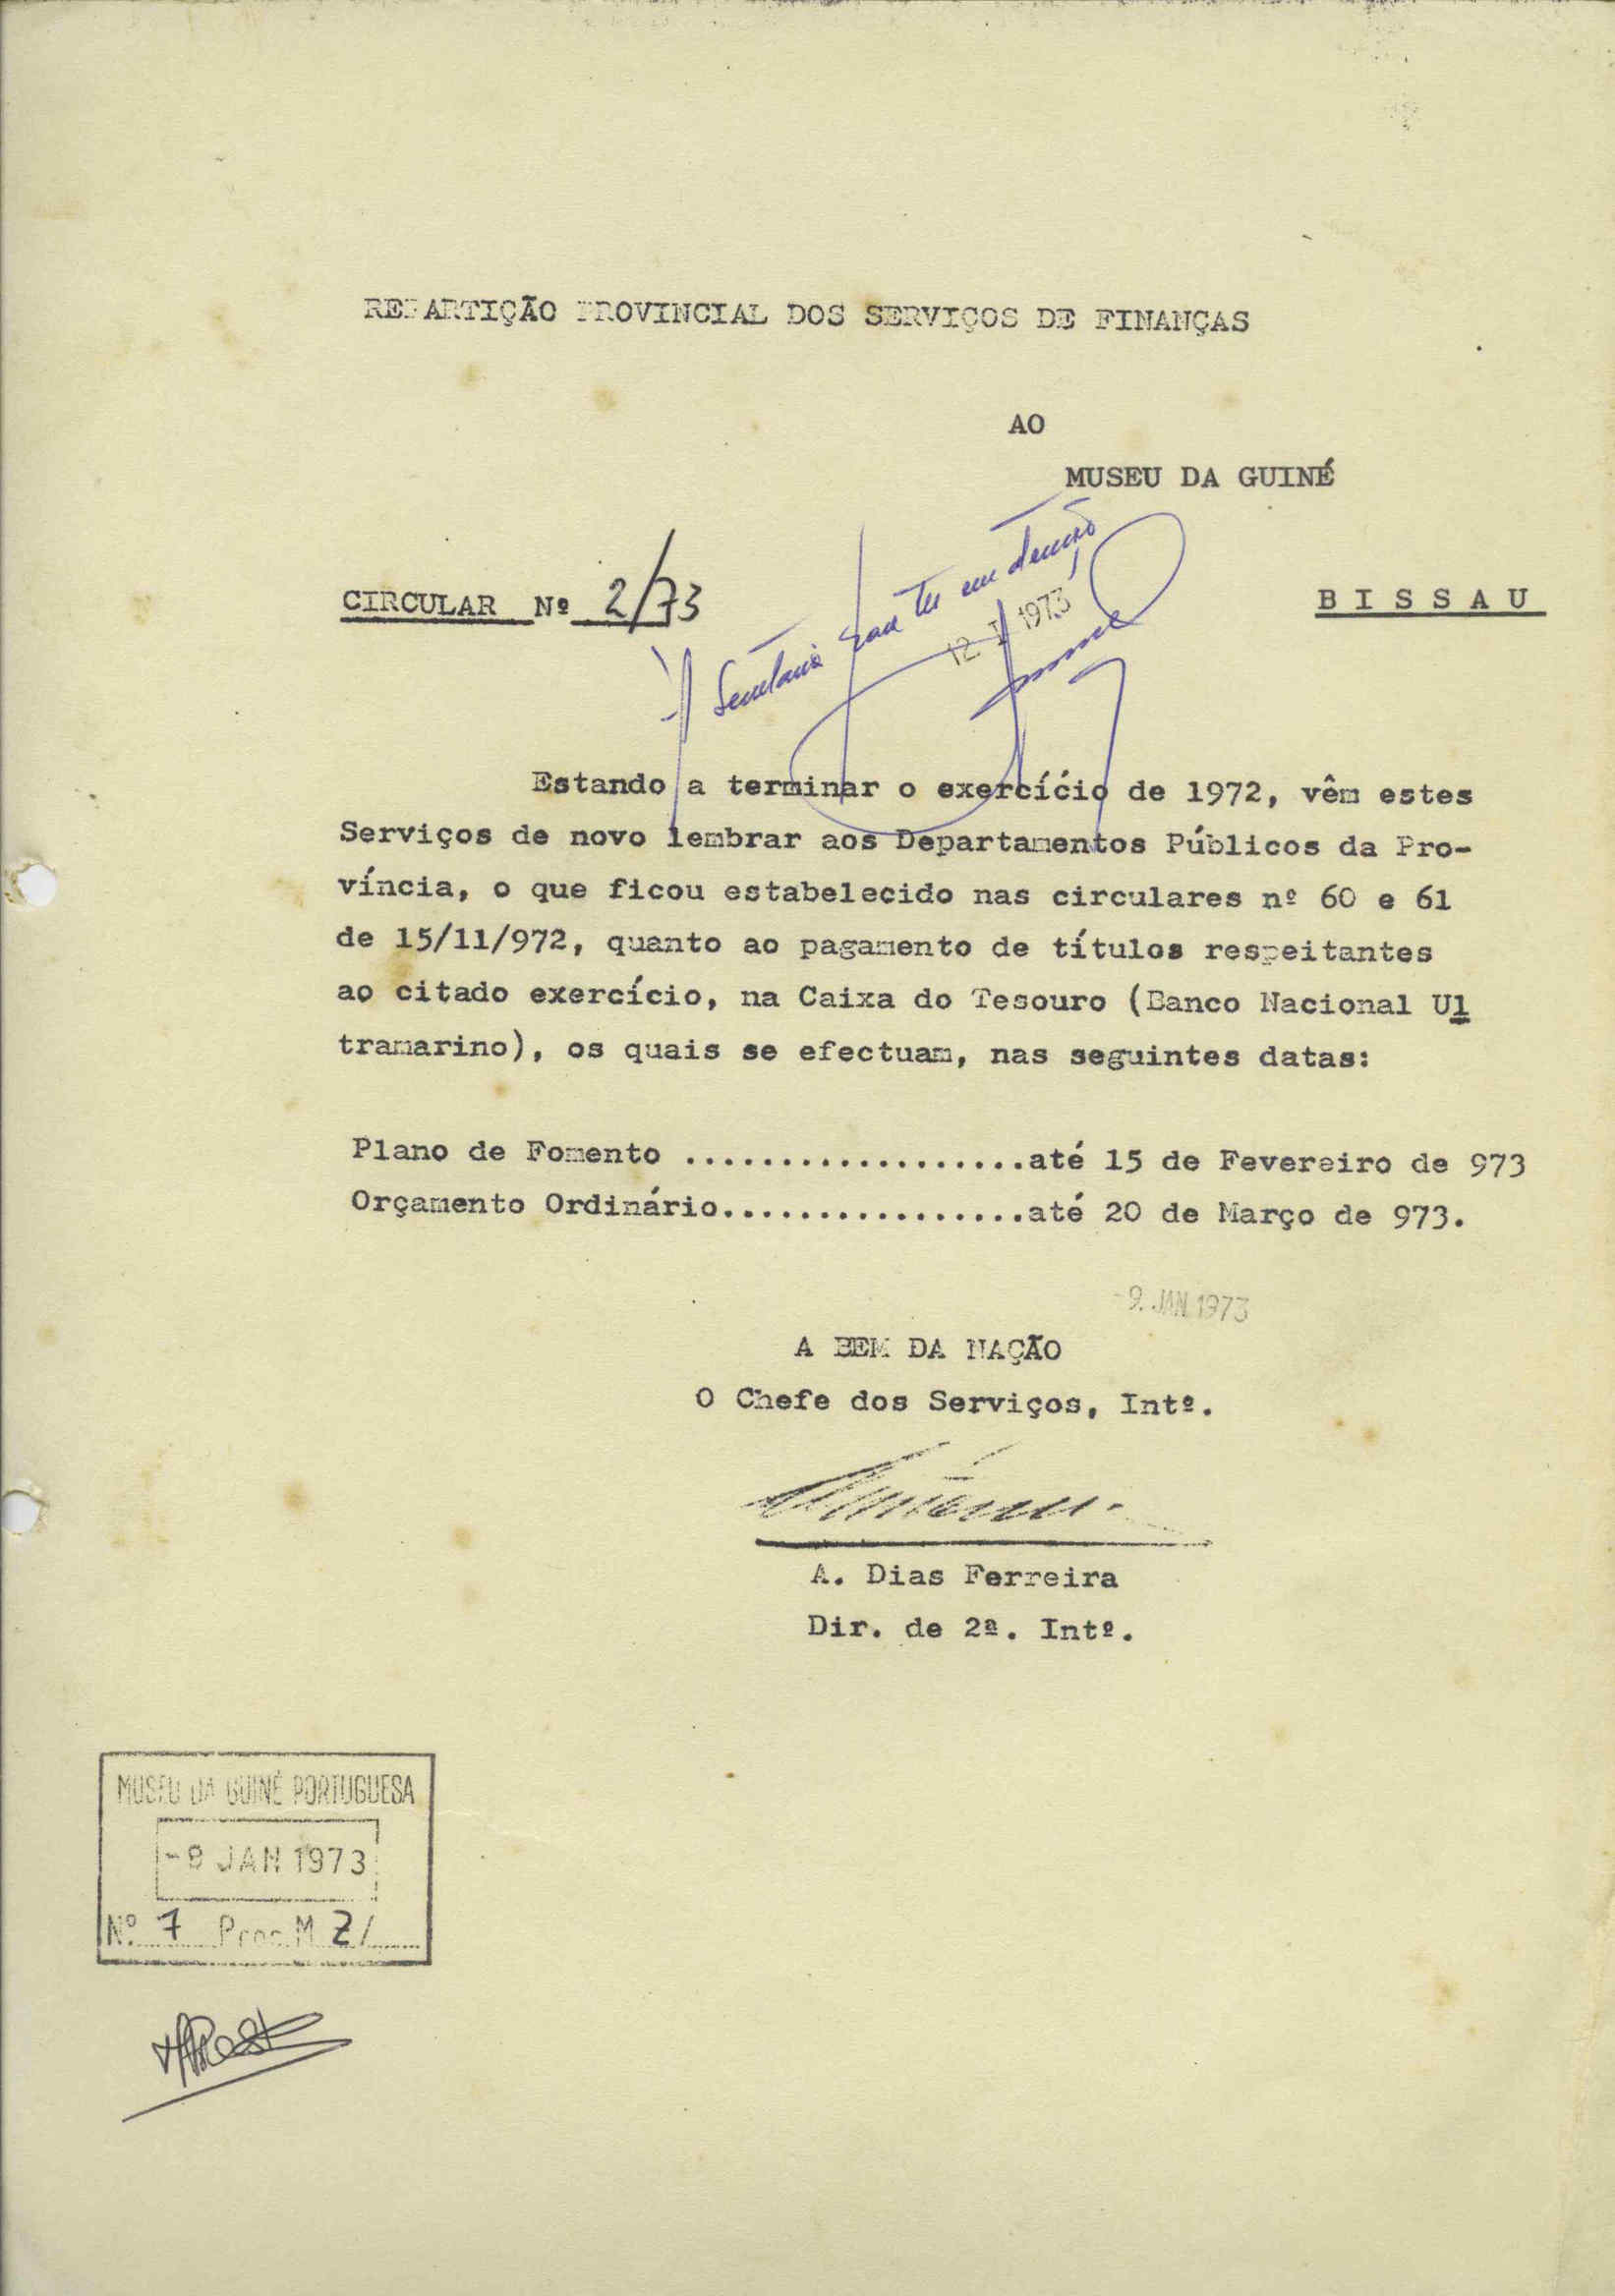 REPARTIÇÃO PROVINCIAL DOS SERVIÇOS DE FINANÇAS
AO
MUSEU DA GUINÉ
CIRCULAR Nº 2/73
BISSAU
em atenção
12 I 1973
Estando a terminar o exercício de 1972, vêm estes
Serviços de novo lembrar aos Departamentos Públicos da Pro-
víncia, o que ficou estabelecido nas circulares nº 60 e 61
de 15/11/972, quanto ao pagamento de títulos respeitantes
ao citado exercício, na Caixa do Tesouro (Banco Nacional Ul
tramarino), os quais se efectuam, nas seguintes datas:
Plano de Fomento ..................até 15 de Fevereiro de 973
Orçamento Ordinário................até 20 de Março de 973.
-9. JAN. 1973
A BEM DA NAÇÃO
O Chefe dos Serviços, Intº.
A. Dias Ferreira
Dir. de 2ª. Intº.
MUSEU DA GUINÉ PORTUGUESA
-9 JAN 1973
Nº. 7 Proc. M 2/